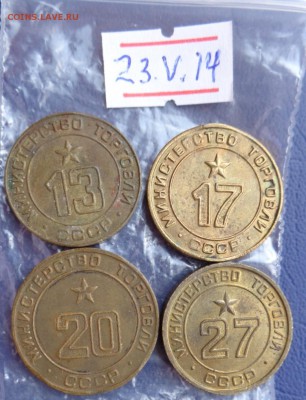 COINS.LAVE.RU
23.V.14
МИНИСТЕРСТВО ТОРГОВЛИ
13
• СССР •
МИНИСТЕРСТВО ТОРГОВЛИ
17
• СССР •
МИНИСТЕРСТВО ТОРГОВЛИ
20
• СССР •
МИНИСТЕРСТВО ТОРГОВЛИ
27
• СССР •